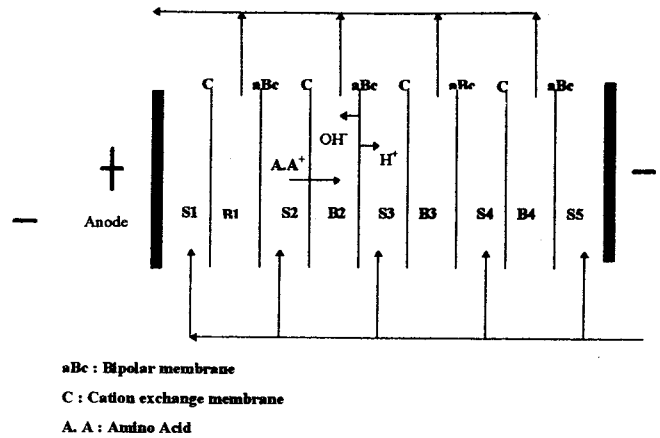 C aBc C aBc C aBc C aBc
OH⁻
H⁺
A.A⁺
+
−
−
Anode
S1 B1 S2 B2 S3 B3 S4 B4 S5
aBc : Bipolar membrane
C : Cation exchange membrane
A. A : Amino Acid